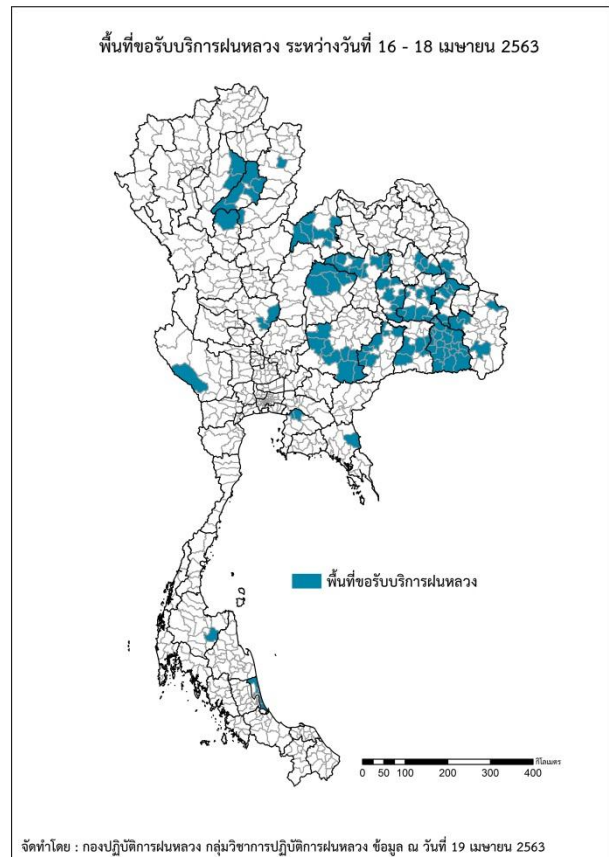 พื้นที่ขอรับบริการฝนหลวง ระหว่างวันที่ 16 - 18 เมษายน 2563
พื้นที่ขอรับบริการฝนหลวง
กิโลเมตร
0 50 100 200 300 400
จัดทำโดย : กองปฏิบัติการฝนหลวง กลุ่มวิชาการปฏิบัติการฝนหลวง ข้อมูล ณ วันที่ 19 เมษายน 2563